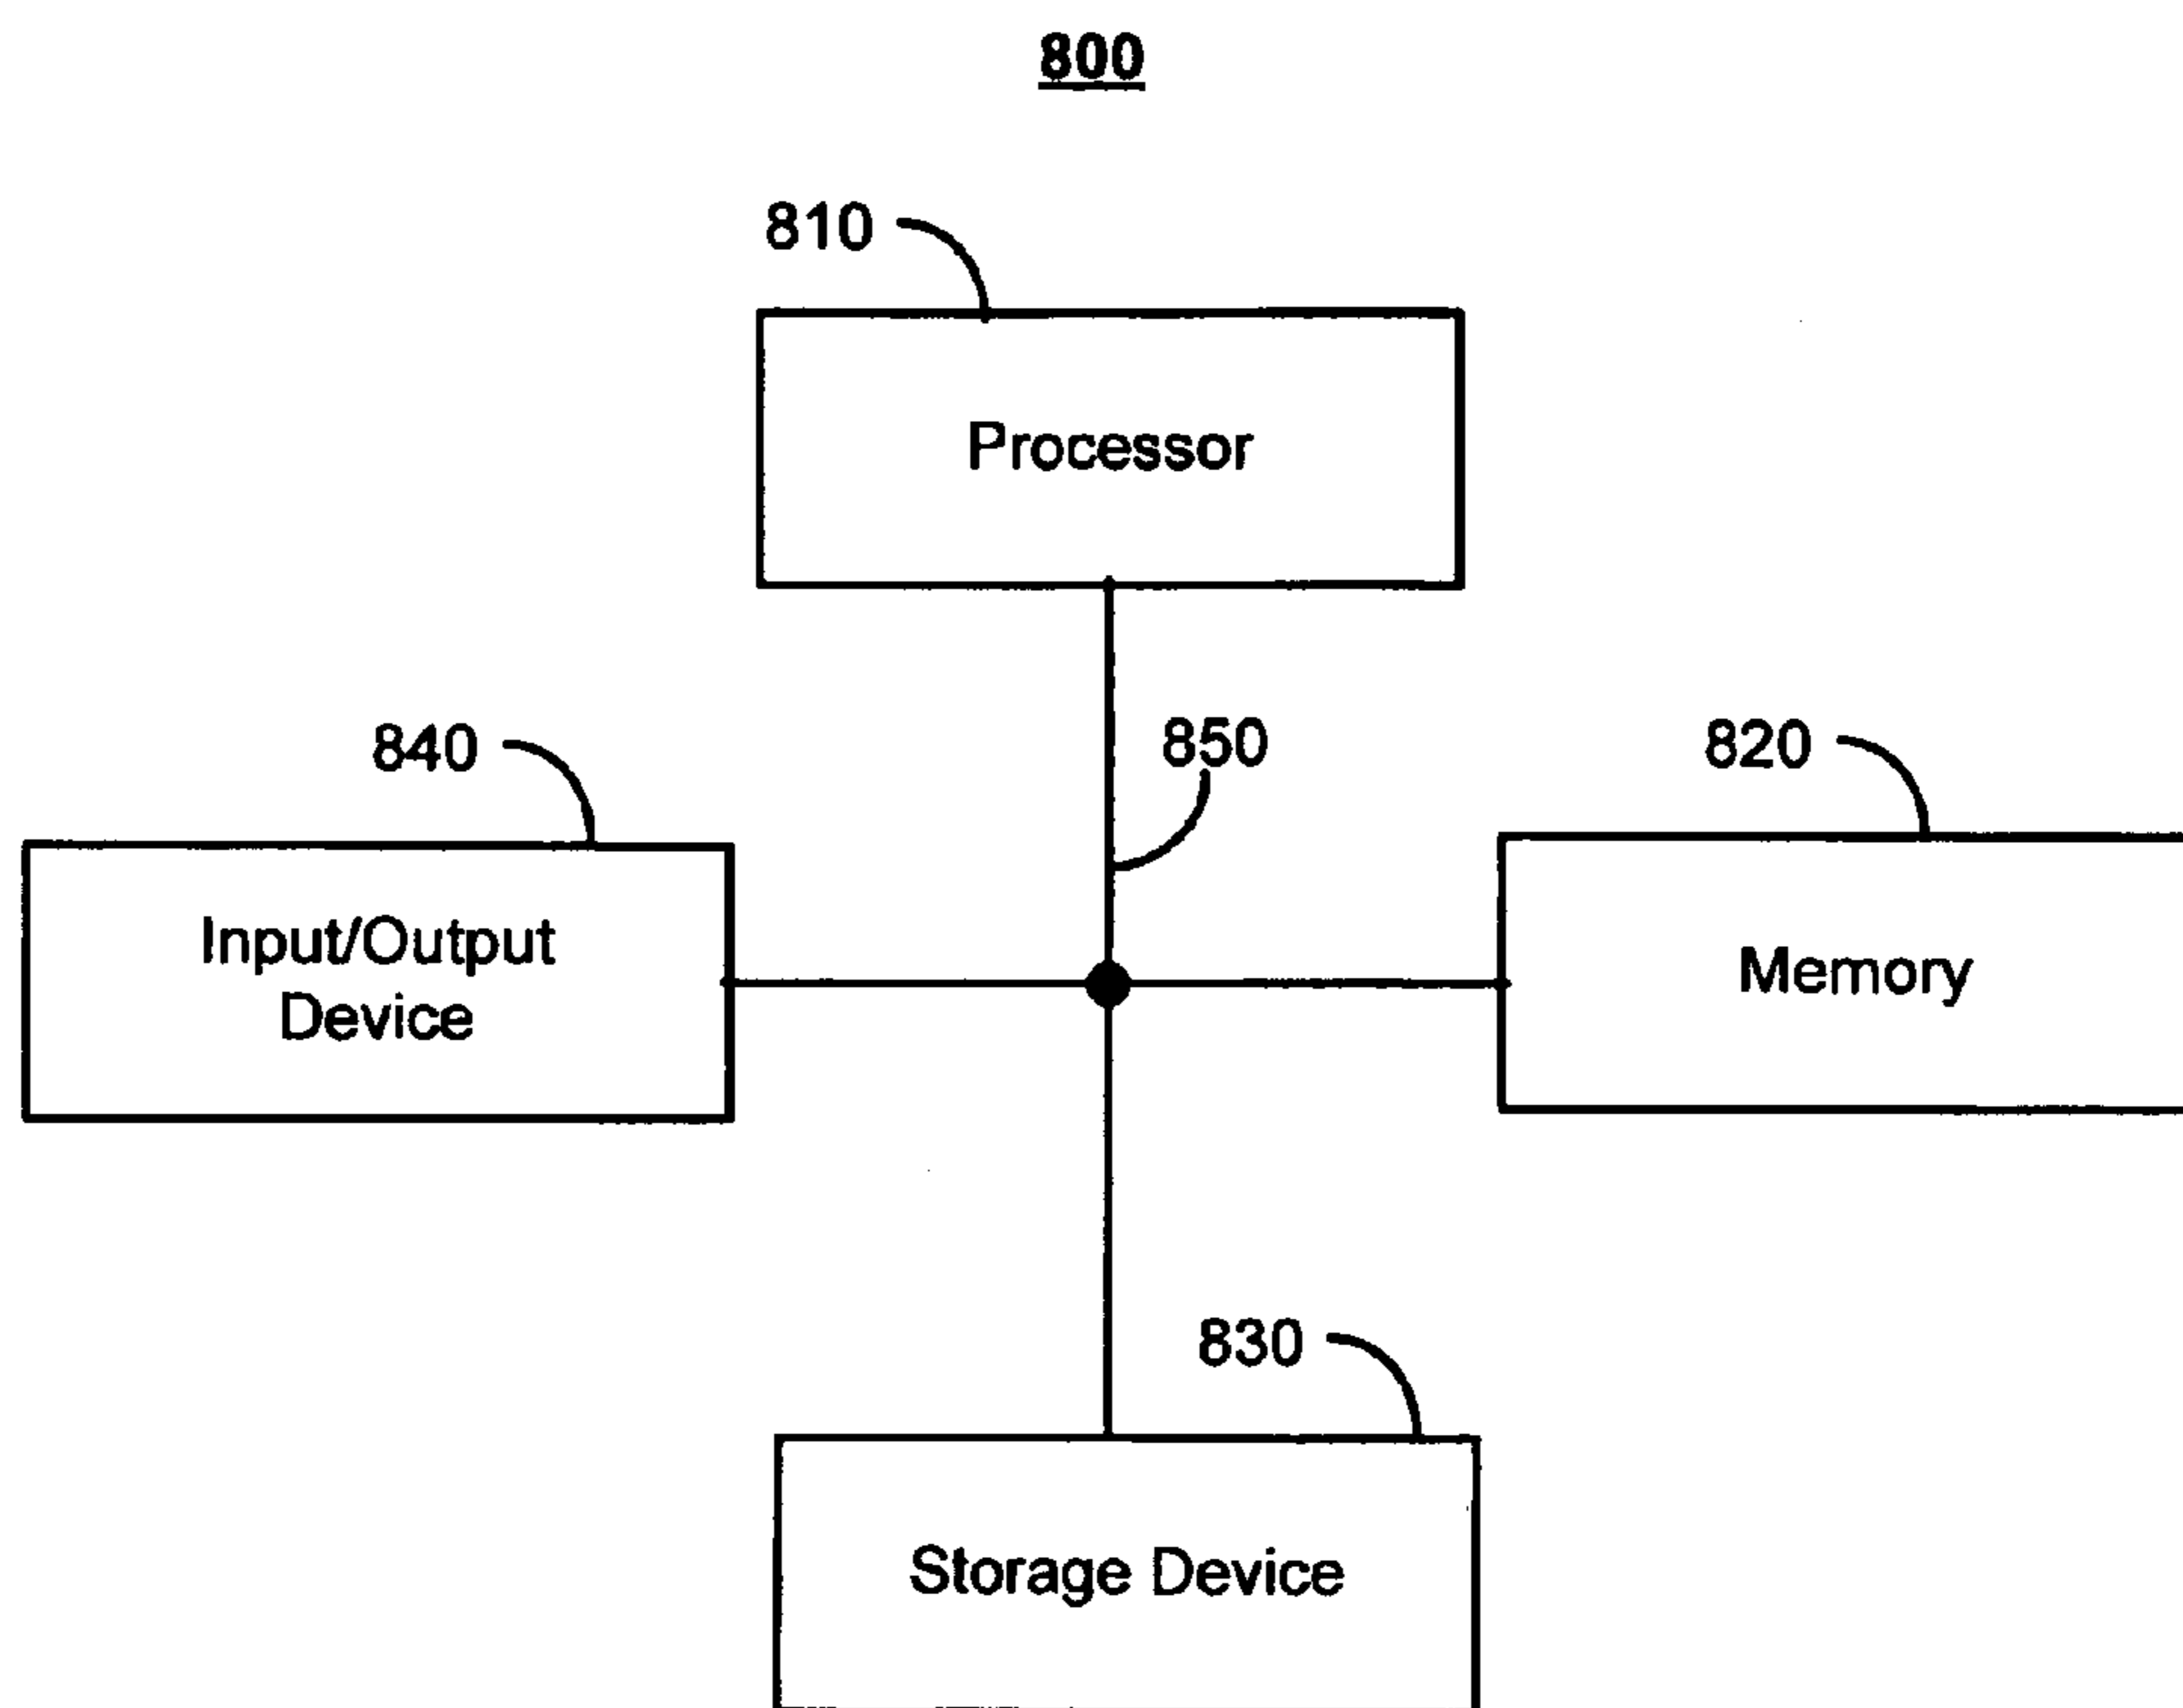 800
810
Processor
840
850
820
Input/Output
Device
Memory
830
Storage Device